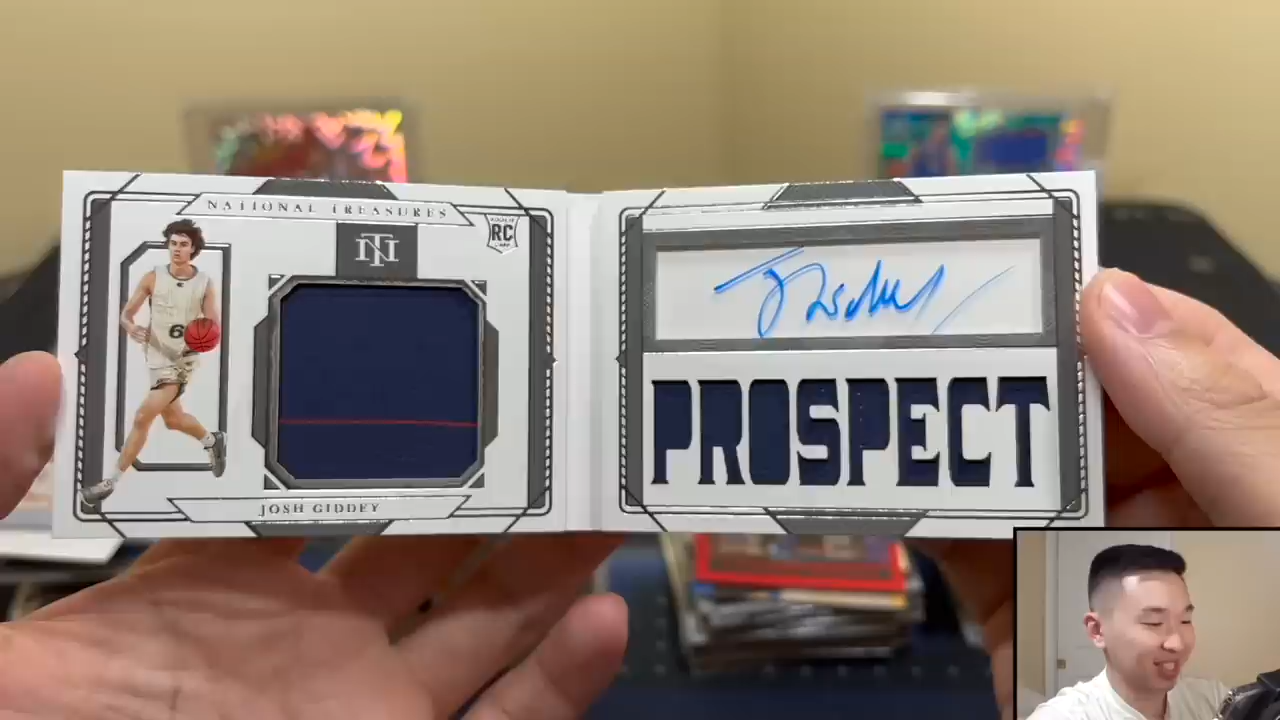 NATIONAL TREASURES
NT
ROOKIE
RC
CARD
6
JOSH GIDDEY
PROSPECT